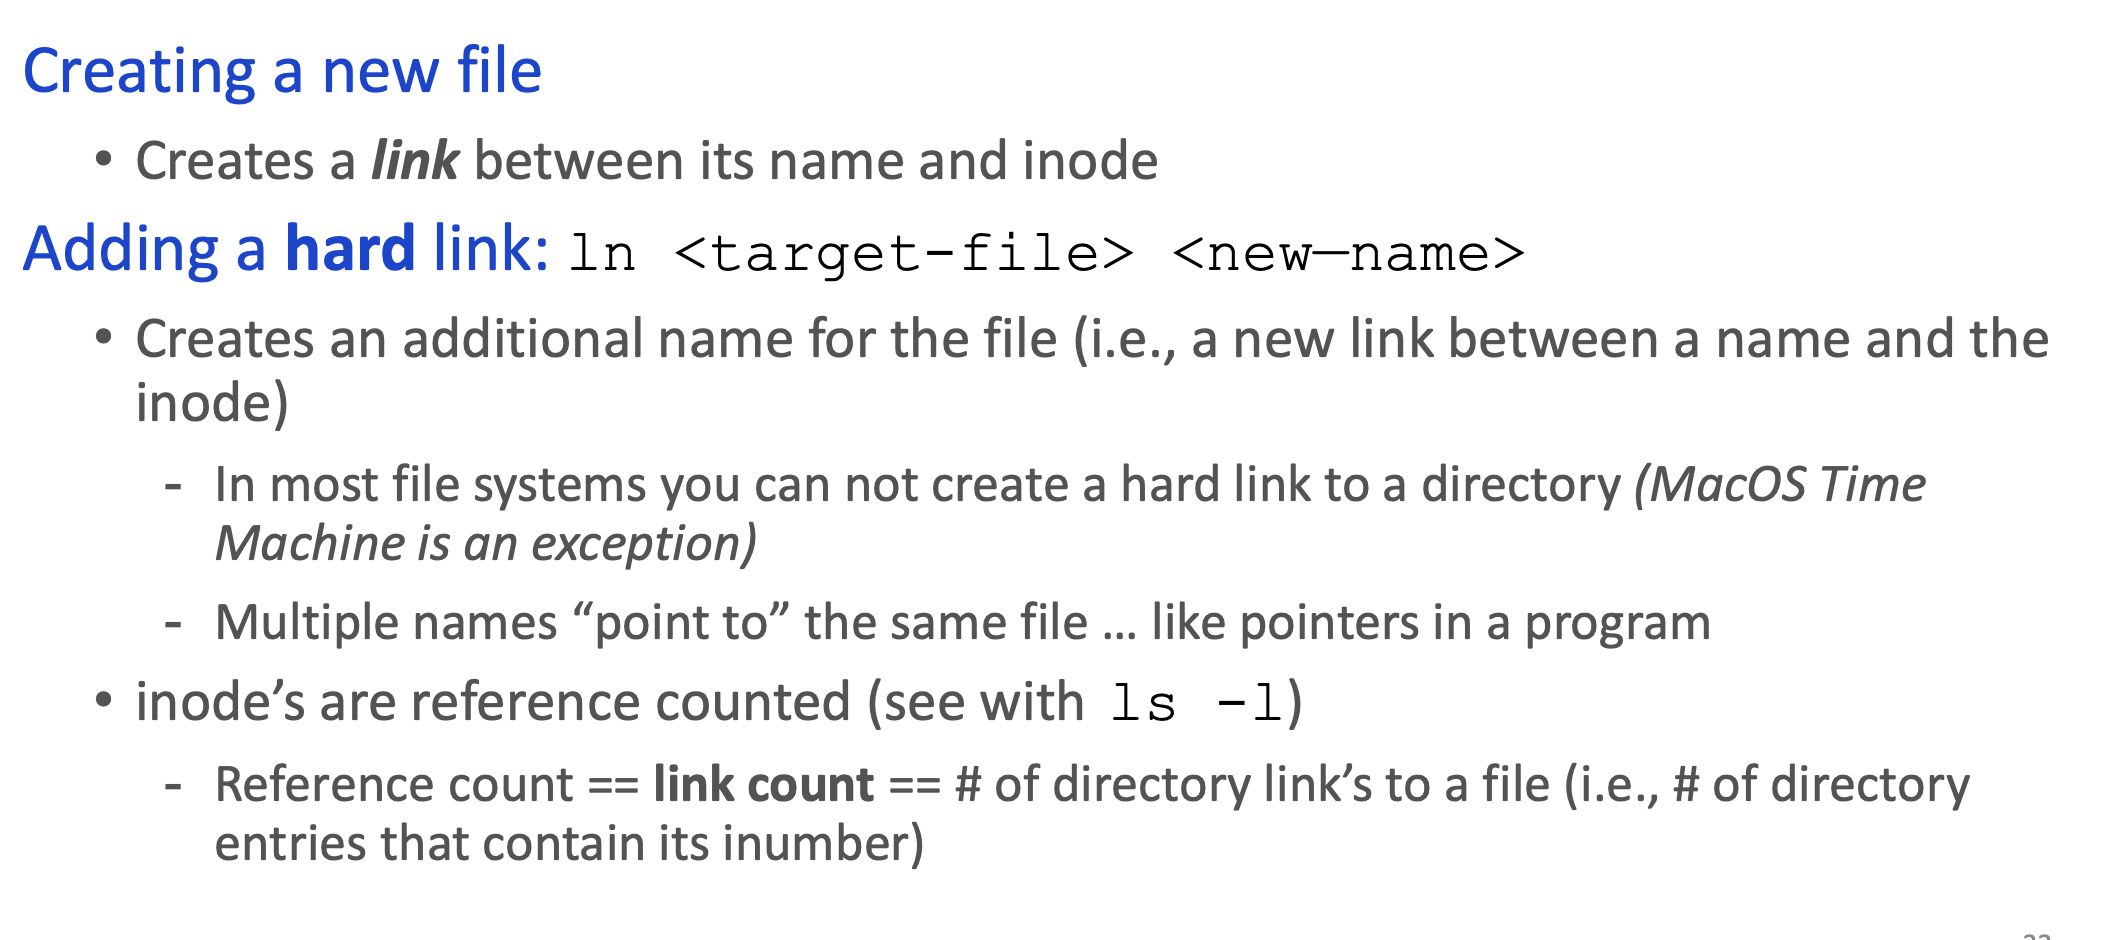 Creating a new file
• Creates a link between its name and inode
Adding a hard link: ln <target-file> <new—name>
• Creates an additional name for the file (i.e., a new link between a name and the
inode)
- In most file systems you can not create a hard link to a directory (MacOS Time
Machine is an exception)
- Multiple names “point to” the same file … like pointers in a program
• inode’s are reference counted (see with ls -l)
- Reference count == link count == # of directory link’s to a file (i.e., # of directory
entries that contain its inumber)